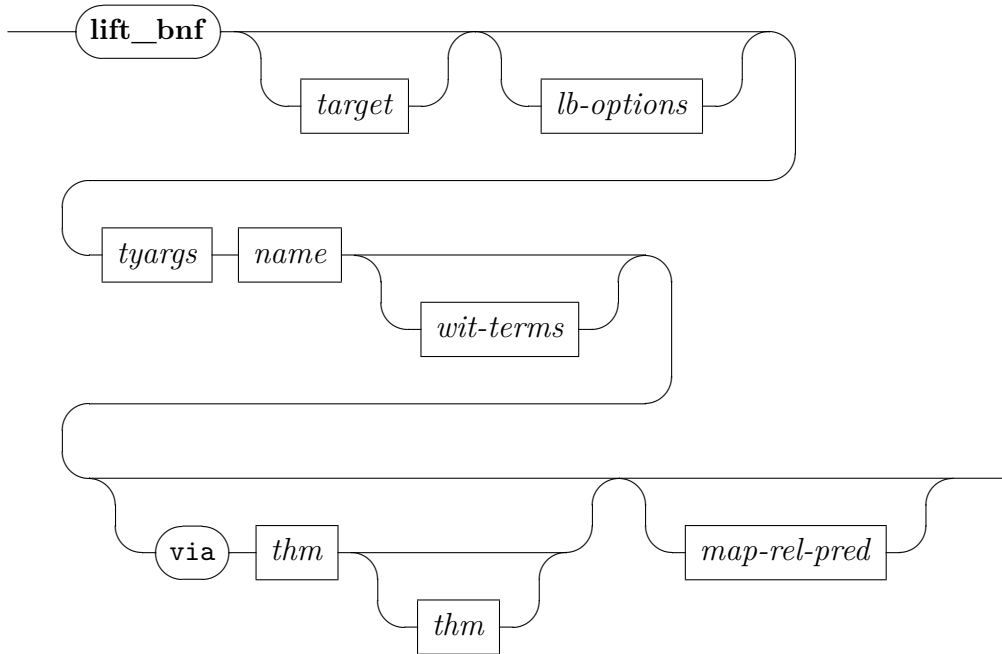 lift_bnf
target lb-options
tyargs name
wit-terms
via thm map-rel-pred
thm